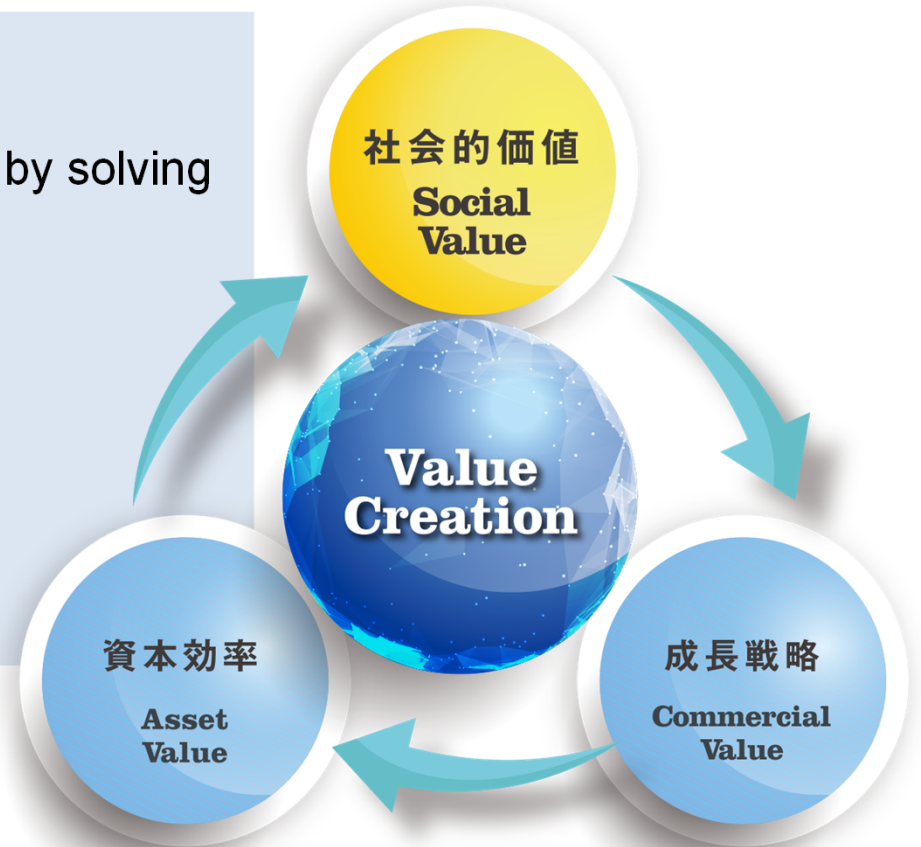 by solving
社会的価値
Social
Value
Value
Creation
資本効率
Asset
Value
成長戦略
Commercial
Value